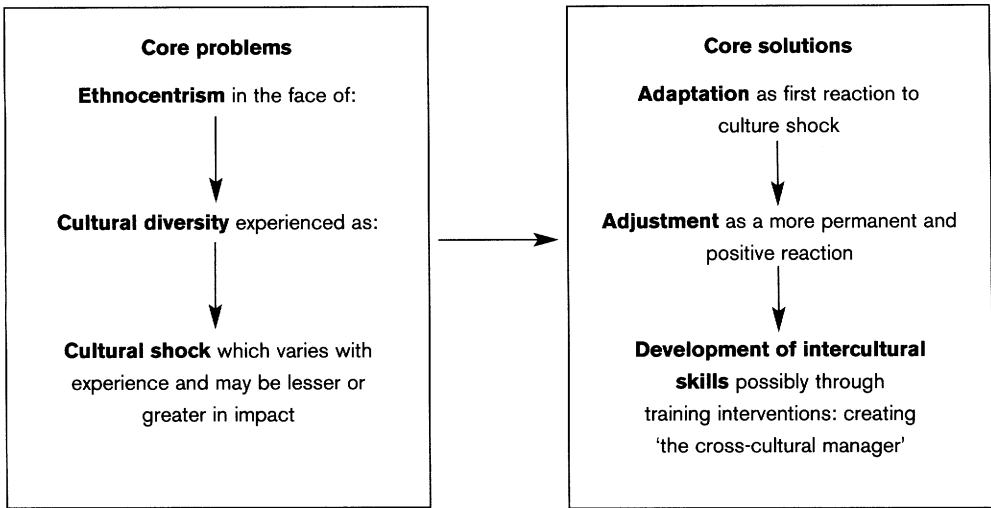 Core problems
Ethnocentrism in the face of:
Cultural diversity experienced as:
Cultural shock which varies with
experience and may be lesser or
greater in impact
Core solutions
Adaptation as first reaction to
culture shock
Adjustment as a more permanent and
positive reaction
Development of intercultural
skills possibly through
training interventions: creating
‘the cross-cultural manager’